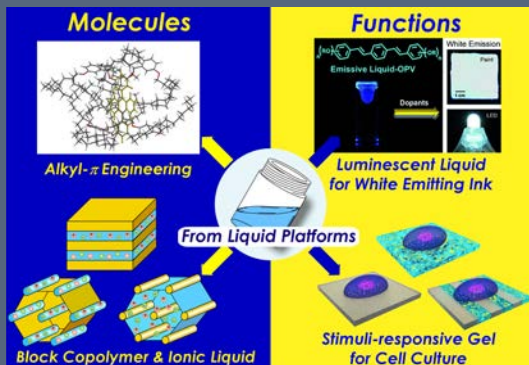 Molecules
Alkyl-π Engineering
Block Copolymer & Ionic Liquid
From Liquid Platforms
Functions
Emissive Liquid-OPV
Dopants
White Emission
Paint
LED
Luminescent Liquid
for White Emitting Ink
Stimuli-responsive Gel
for Cell Culture